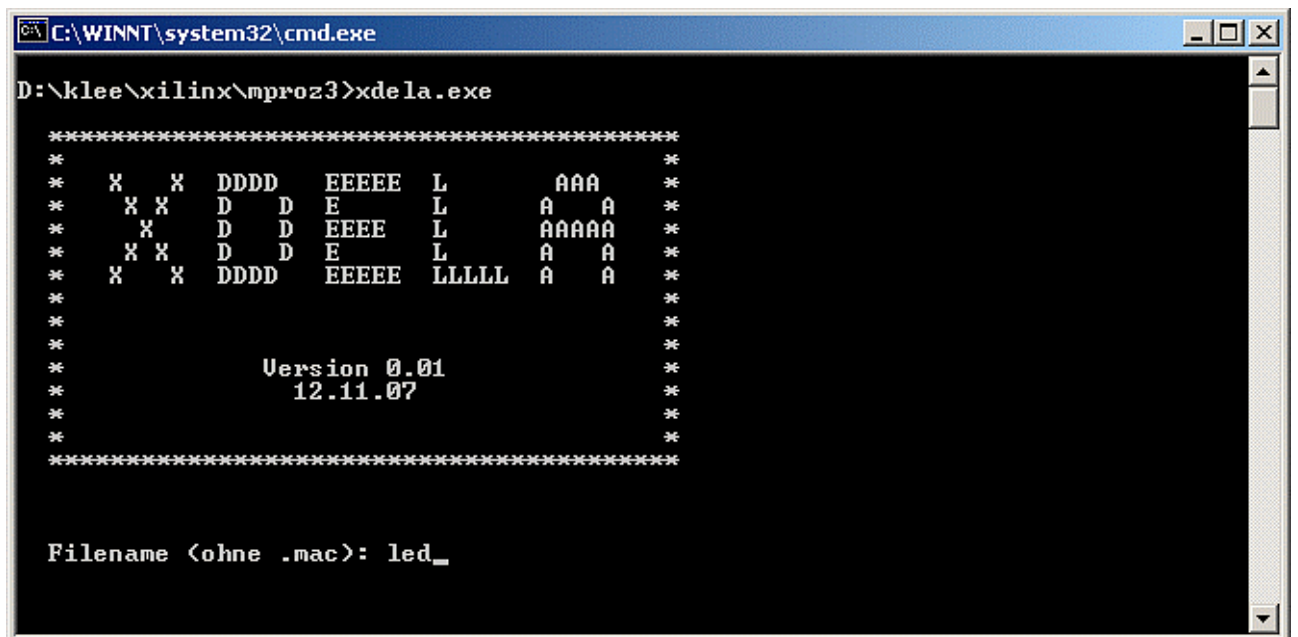 C:\WINNT\system32\cmd.exe
D:\klee\xilinx\mproz3>xdela.exe
*****************************************
*                                       *
*   X   X  DDDD   EEEEE  L       AAA    *
*    X X   D   D  E      L      A   A   *
*     X    D   D  EEEE   L      AAAAA   *
*    X X   D   D  E      L      A   A   *
*   X   X  DDDD   EEEEE  LLLLL  A   A   *
*                                       *
*                                       *
*                                       *
*             Version 0.01              *
*               12.11.07                *
*                                       *
*                                       *
*****************************************
Filename (ohne .mac): led_